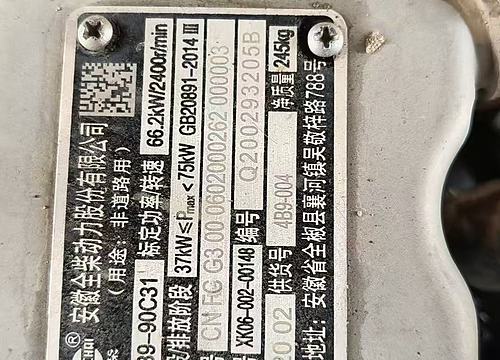 安徽全柴动力股份有限公司
(用途：非道路用)
B9-90C31 标定功率转速 66.2kW/2400r/min
排放阶段 37kW≤Pmax<75kW GB20891-2014 Ⅲ
CN FC G3 00 0602000262 000003
XK06-002-00148 编号 Q200293205B
02 供货号 4B9-004 净质量 245kg
地址：安徽省全椒县襄河镇吴敬梓路788号